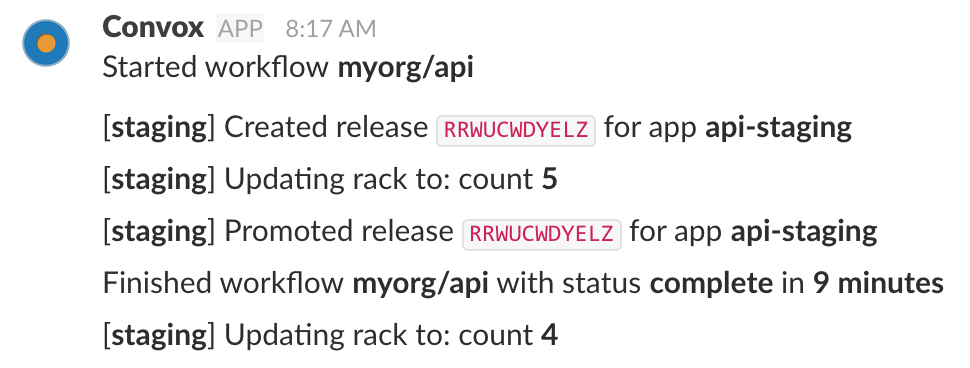 Convox APP 8:17 AM
Started workflow myorg/api
[staging] Created release RRWUCWDYELZ for app api-staging
[staging] Updating rack to: count 5
[staging] Promoted release RRWUCWDYELZ for app api-staging
Finished workflow myorg/api with status complete in 9 minutes
[staging] Updating rack to: count 4